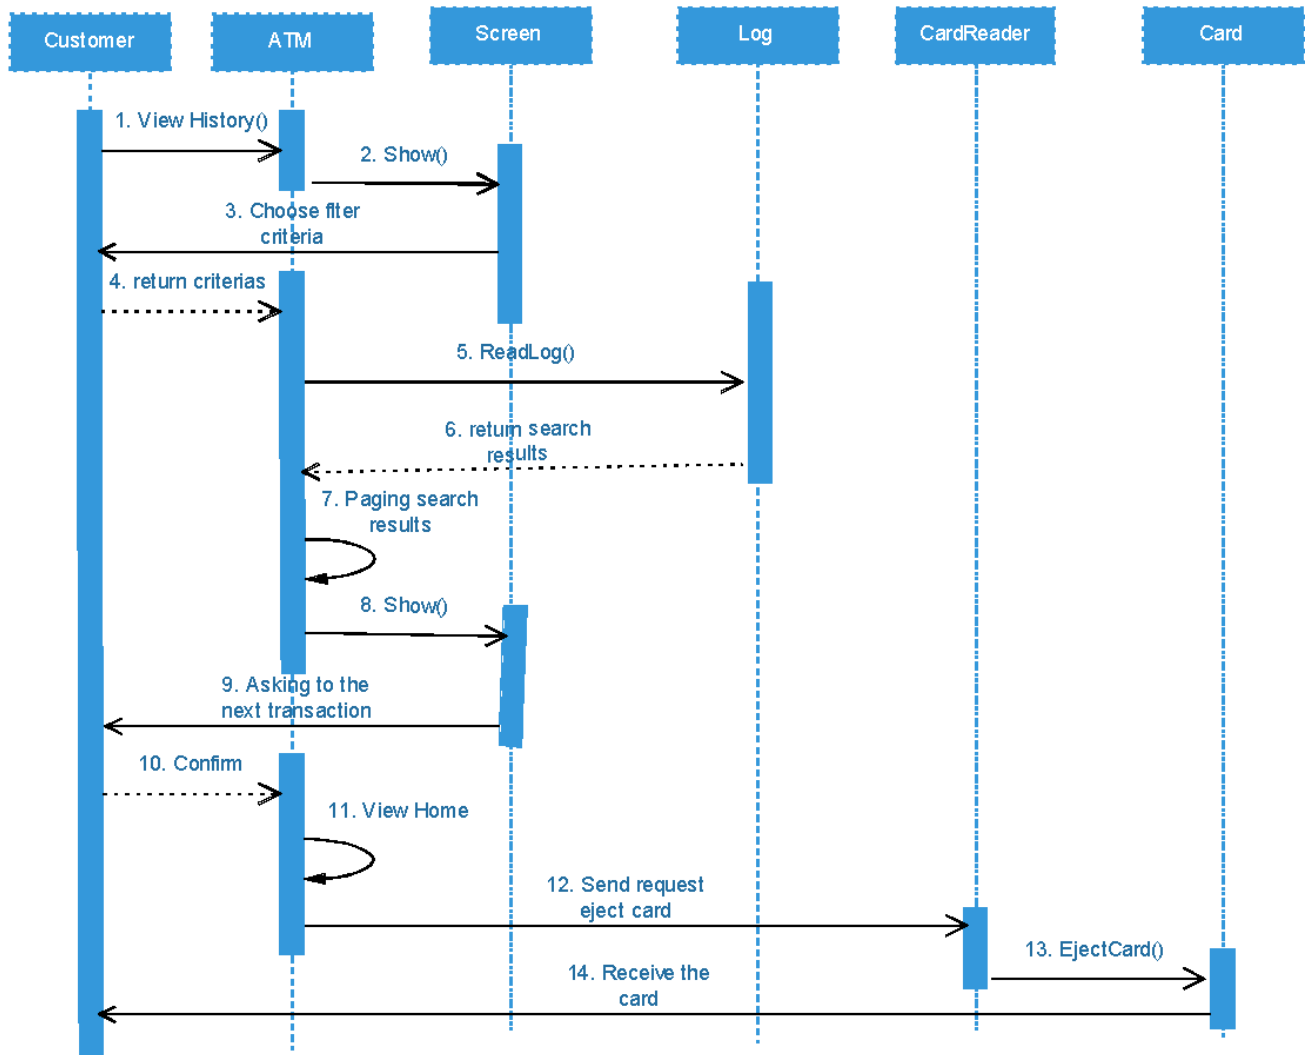 Customer
ATM
Screen
Log
CardReader
Card
1. View History()
2. Show()
3. Choose flter
criteria
4. return criterias
5. ReadLog()
6. return search
results
7. Paging search
results
8. Show()
9. Asking to the
next transaction
10. Confirm
11. View Home
12. Send request
eject card
13. EjectCard()
14. Receive the
card